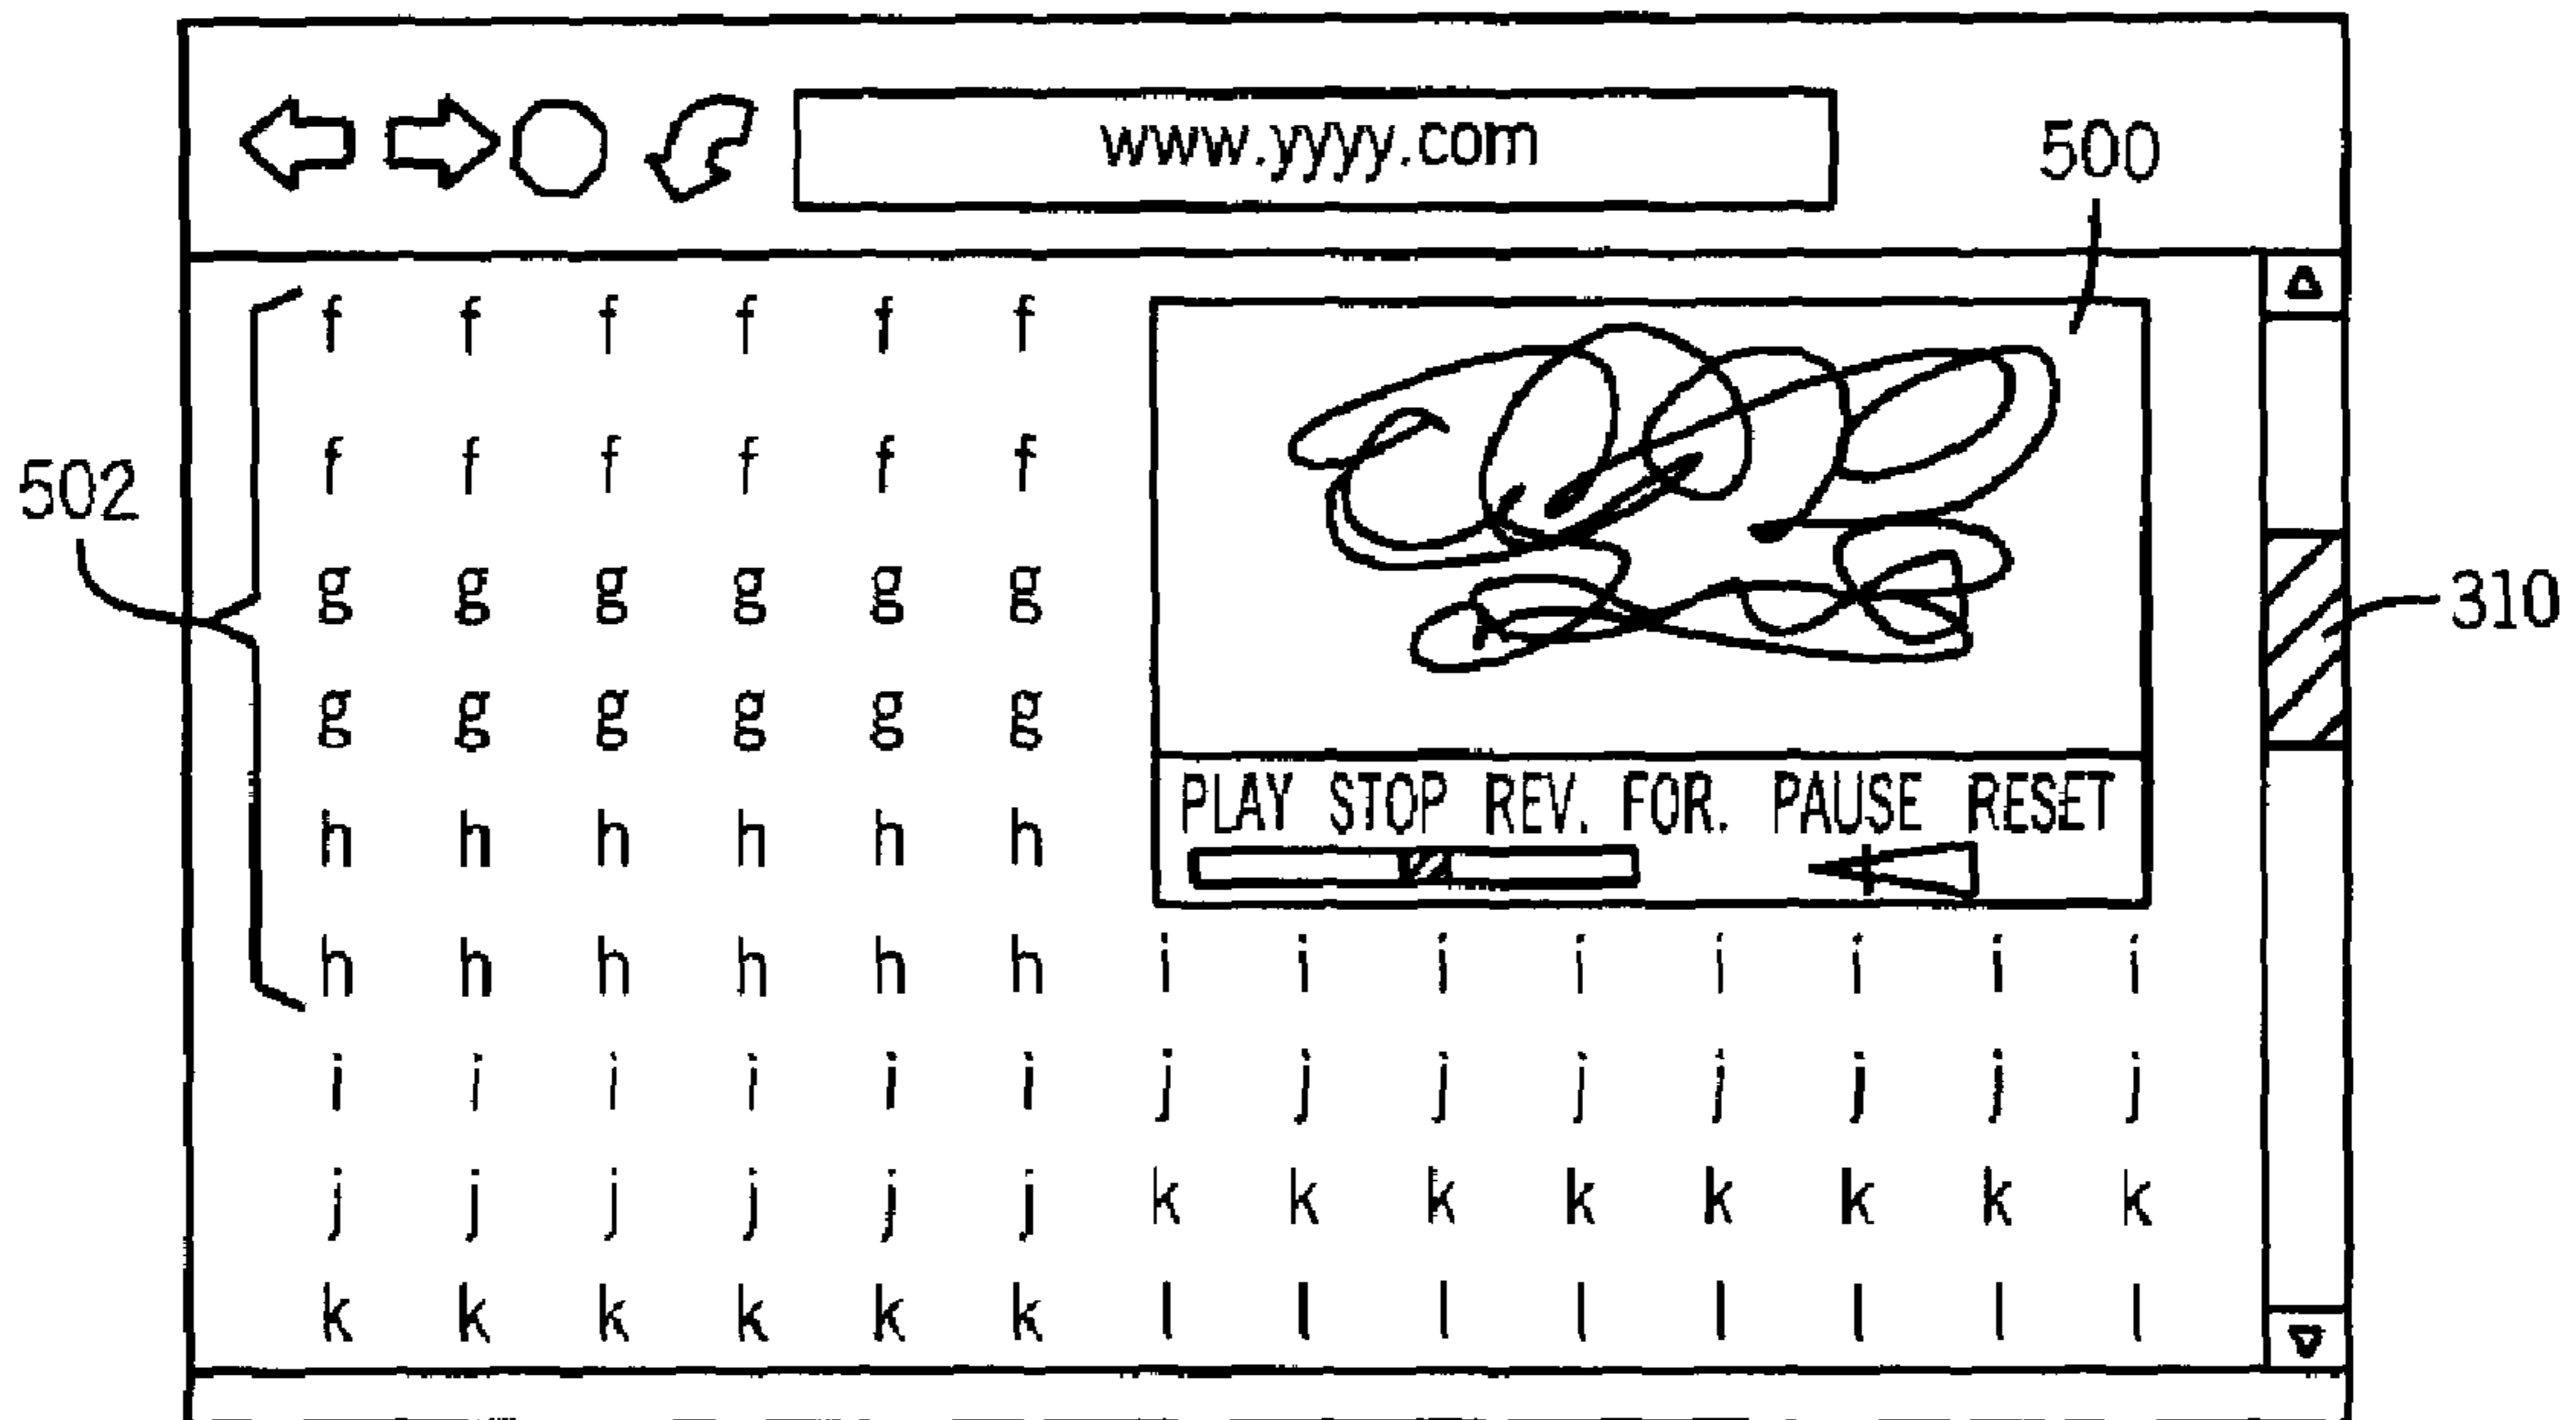 www.yyyy.com
500
f f f f f f
f f f f f f
502
g g g g g g
310
g g g g g g
PLAY STOP REV. FOR. PAUSE RESET
h h h h h h
h h h h h h i i i i i i i i
i i i i i i j j j j j j j j
j j j j j j k k k k k k k k
k k k k k k l l l l l l l l